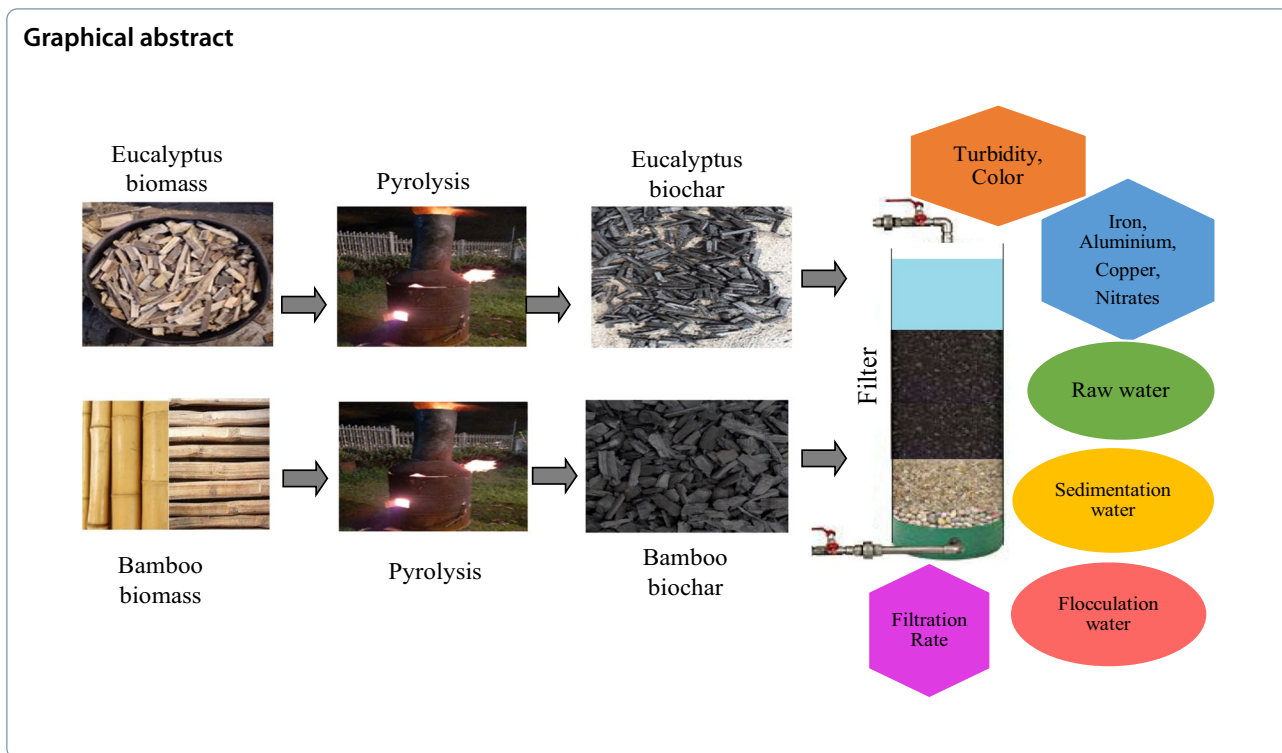 Graphical abstract
Eucalyptus
biomass
Pyrolysis
Eucalyptus
biochar
Bamboo
biomass
Pyrolysis
Bamboo
biochar
Filter
Turbidity,
Color
Iron,
Aluminium,
Copper,
Nitrates
Raw water
Sedimentation
water
Flocculation
water
Filtration
Rate